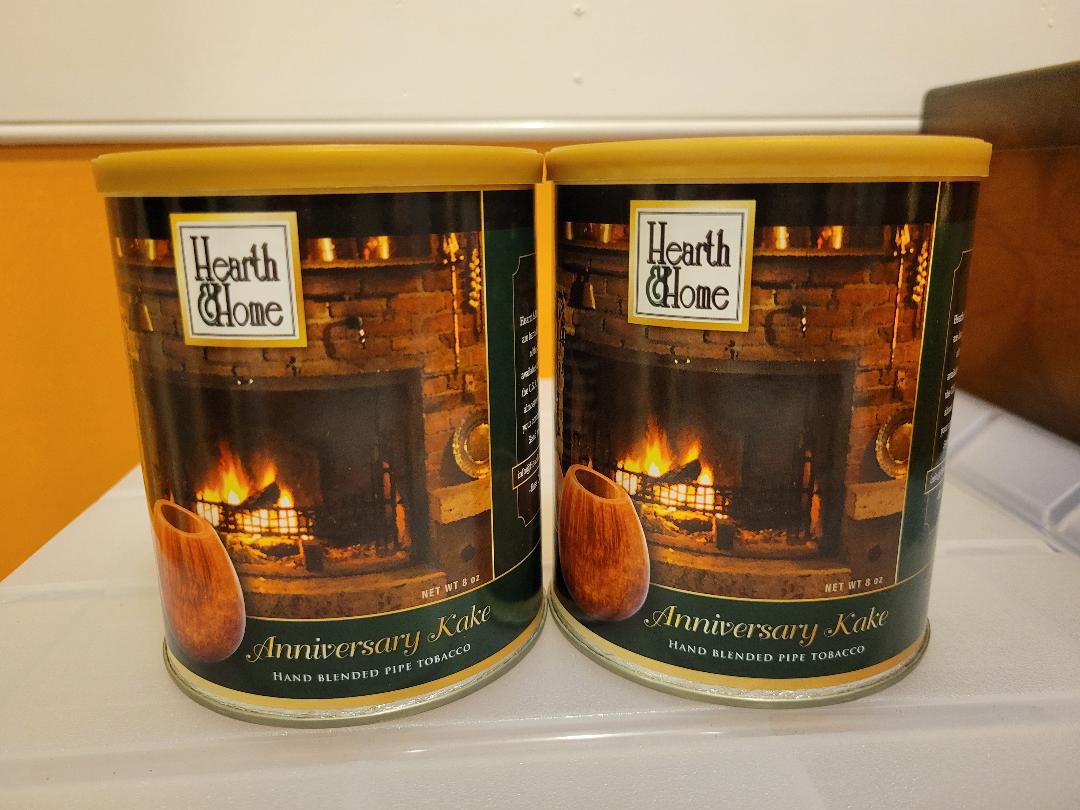 Hearth
& Home
NET WT 8 OZ
Anniversary Kake
HAND BLENDED PIPE TOBACCO
Hearth
& Home
NET WT 8 OZ
Anniversary Kake
HAND BLENDED PIPE TOBACCO